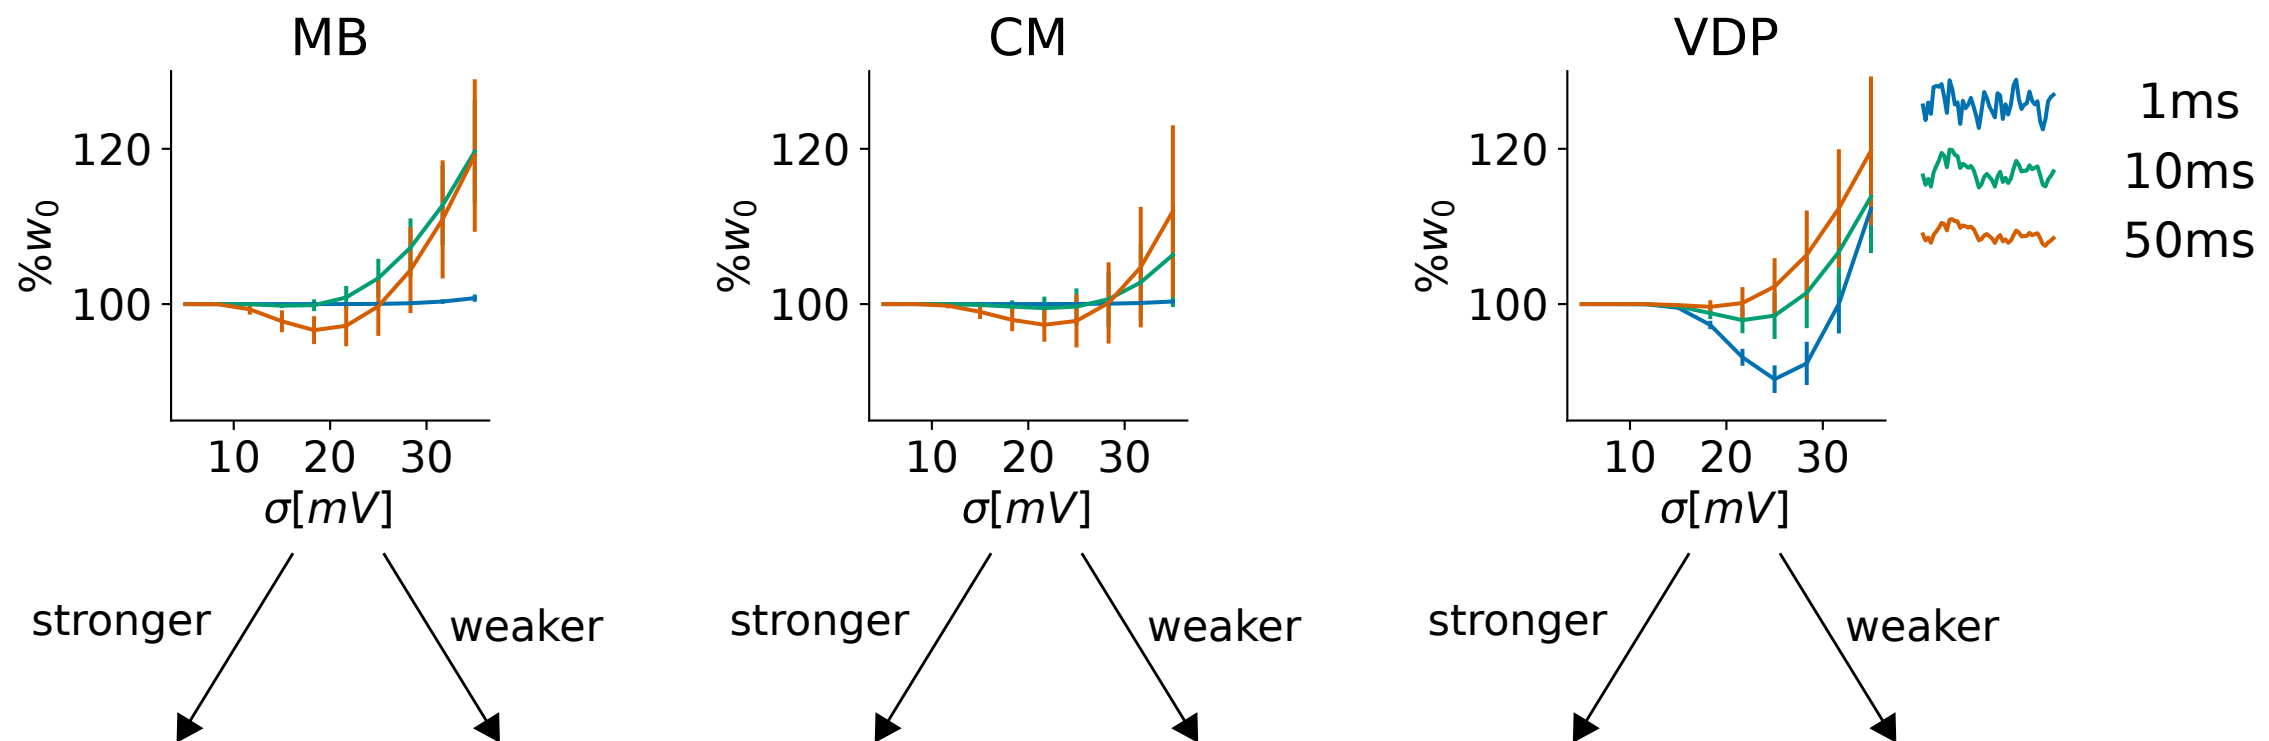 MB
120
100
%w₀
10 20 30
σ[mV]
stronger
weaker
CM
120
100
%w₀
10 20 30
σ[mV]
stronger
weaker
VDP
120
100
%w₀
10 20 30
σ[mV]
stronger
weaker
1ms
10ms
50ms